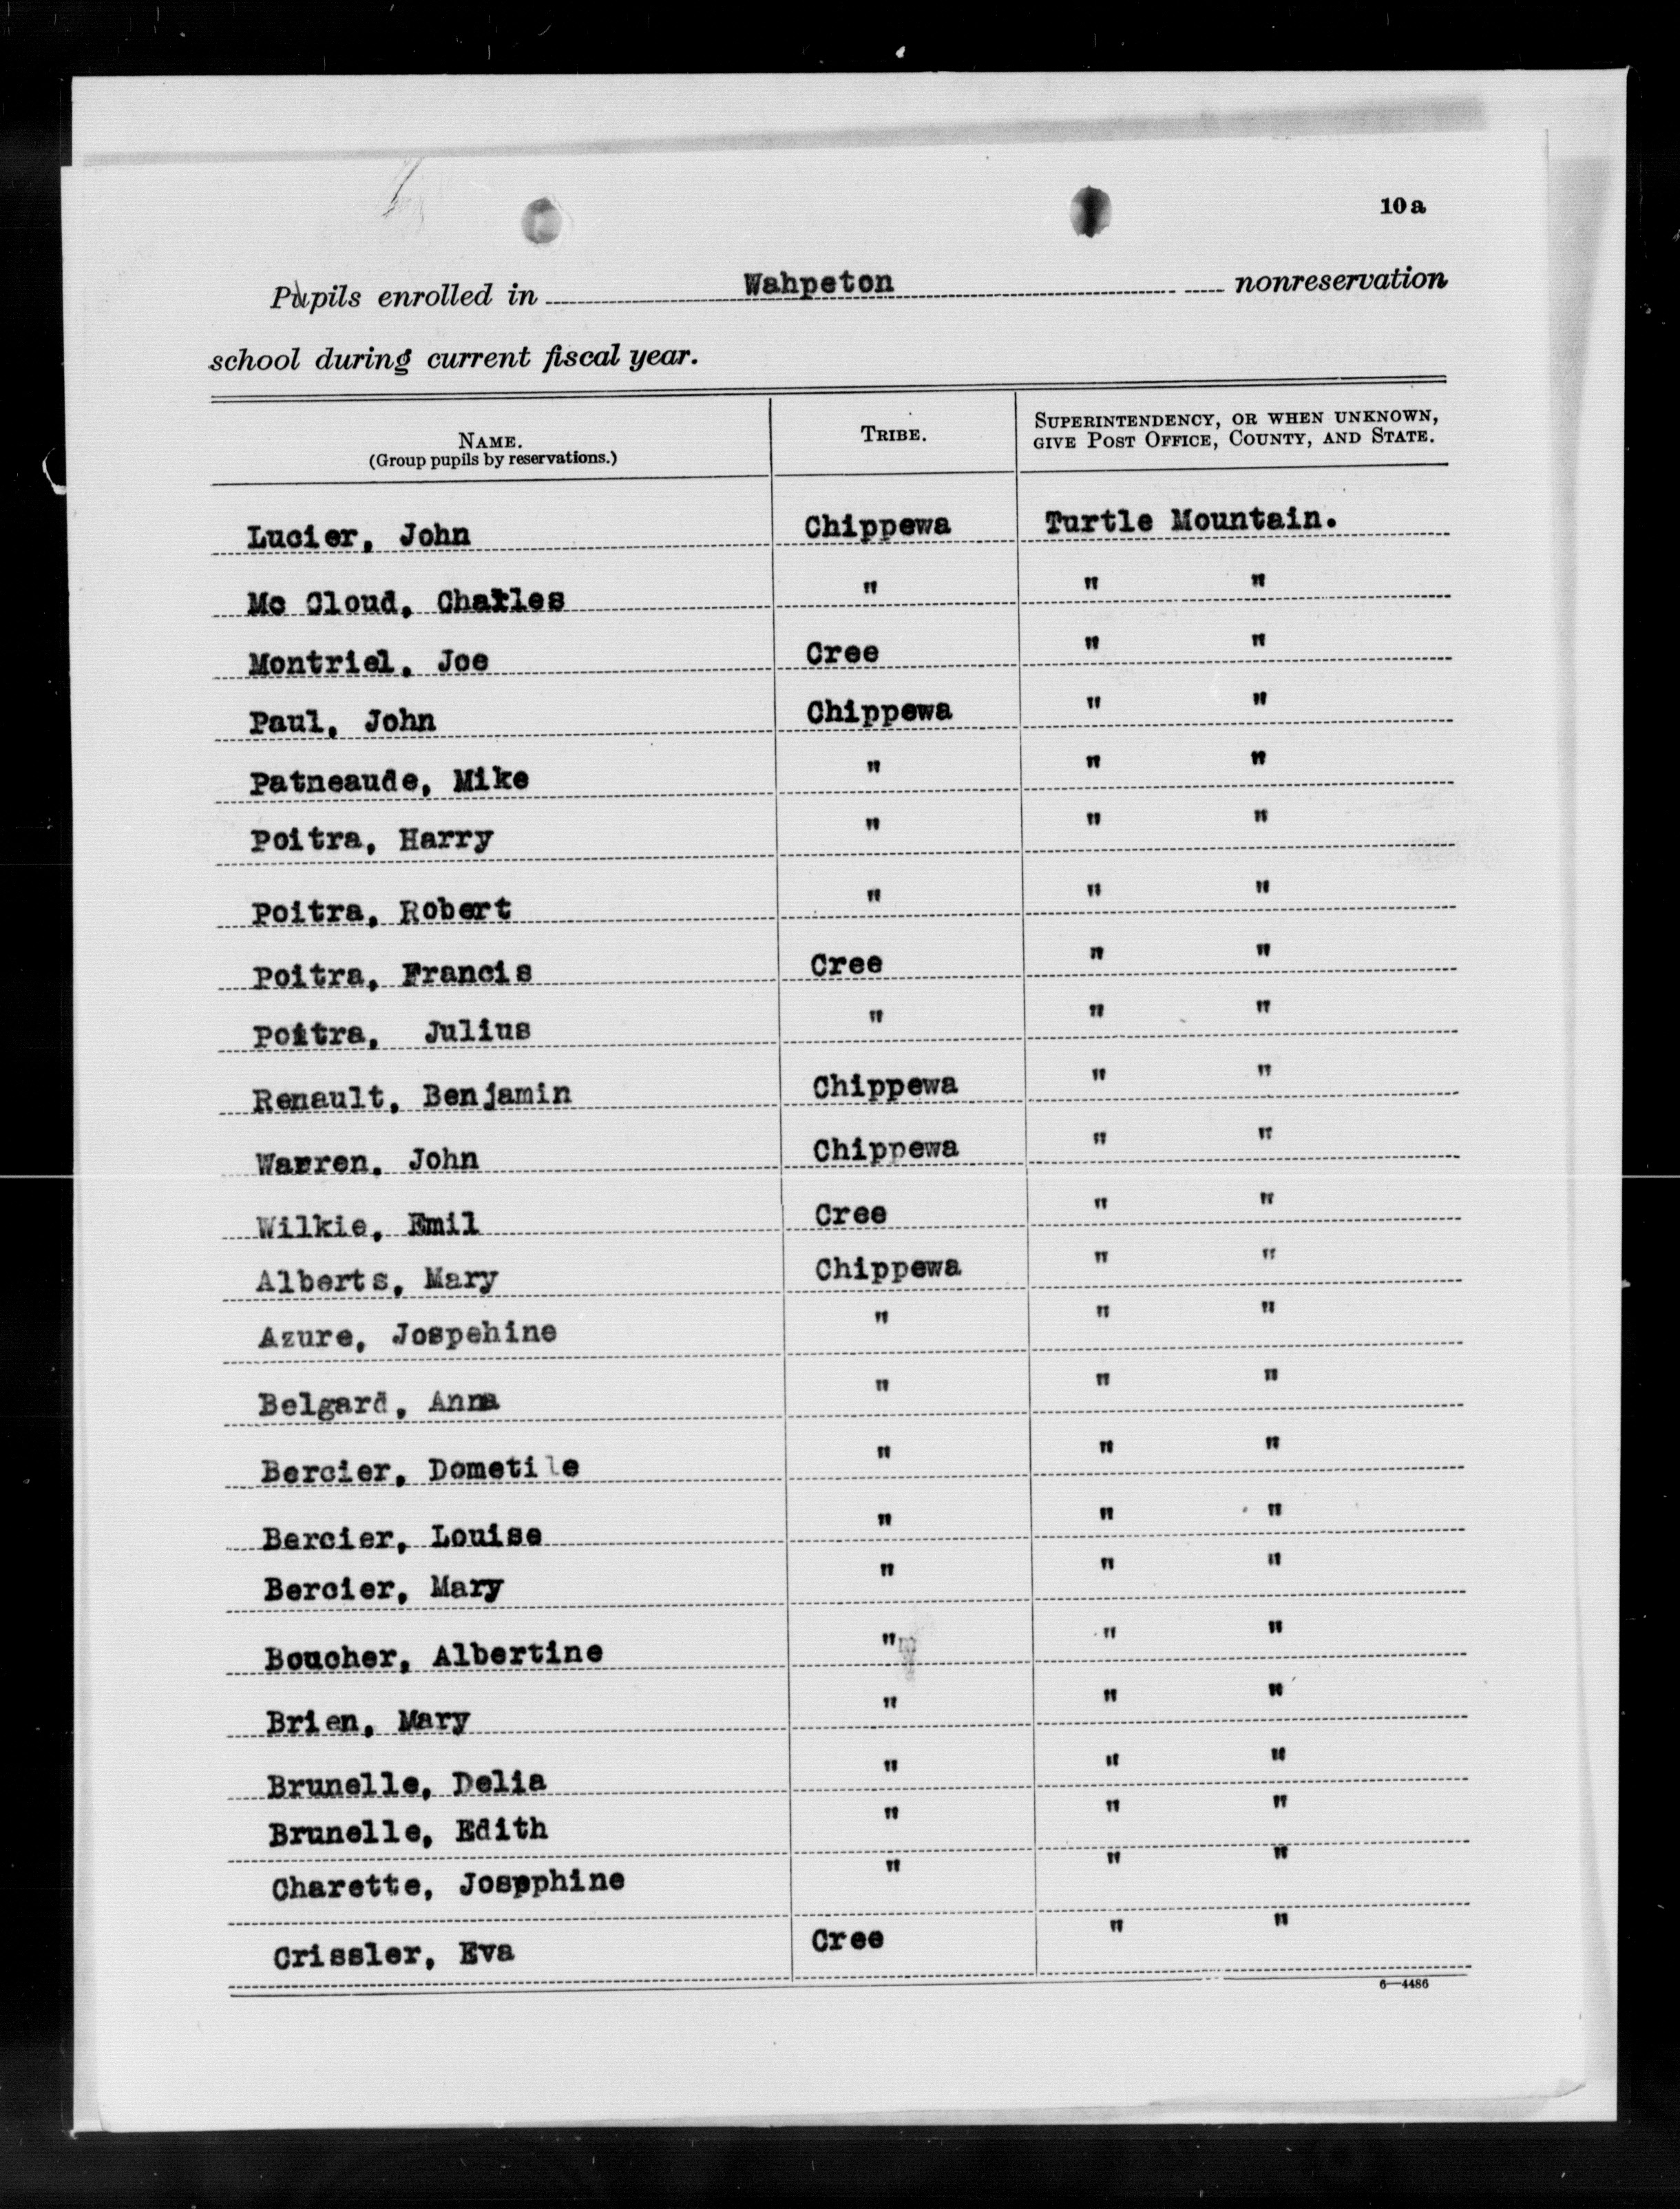 10a
Pupils enrolled in Wahpeton nonreservation
school during current fiscal year.
NAME. TRIBE. SUPERINTENDENCY, OR WHEN UNKNOWN,
(Group pupils by reservations.) GIVE POST OFFICE, COUNTY, AND STATE.
Lucier, John Chippewa Turtle Mountain.
Mc Cloud, Charles " " "
Montriel, Joe Cree " "
Paul, John Chippewa " "
Patneaude, Mike " " "
Poitra, Harry " " "
Poitra, Robert " " "
Poitra, Francis Cree " "
Poitra, Julius " " "
Renault, Benjamin Chippewa " "
Warren, John Chippewa " "
Wilkie, Emil Cree " "
Alberts, Mary Chippewa " "
Azure, Jospehine " " "
Belgard, Anna " " "
Bercier, Dometile " " "
Bercier, Louise " " "
Bercier, Mary " " "
Boucher, Albertine " " "
Brien, Mary " " "
Brunelle, Delia " " "
Brunelle, Edith " " "
Charette, Jospphine " " "
Crissler, Eva Cree " "
6—4486